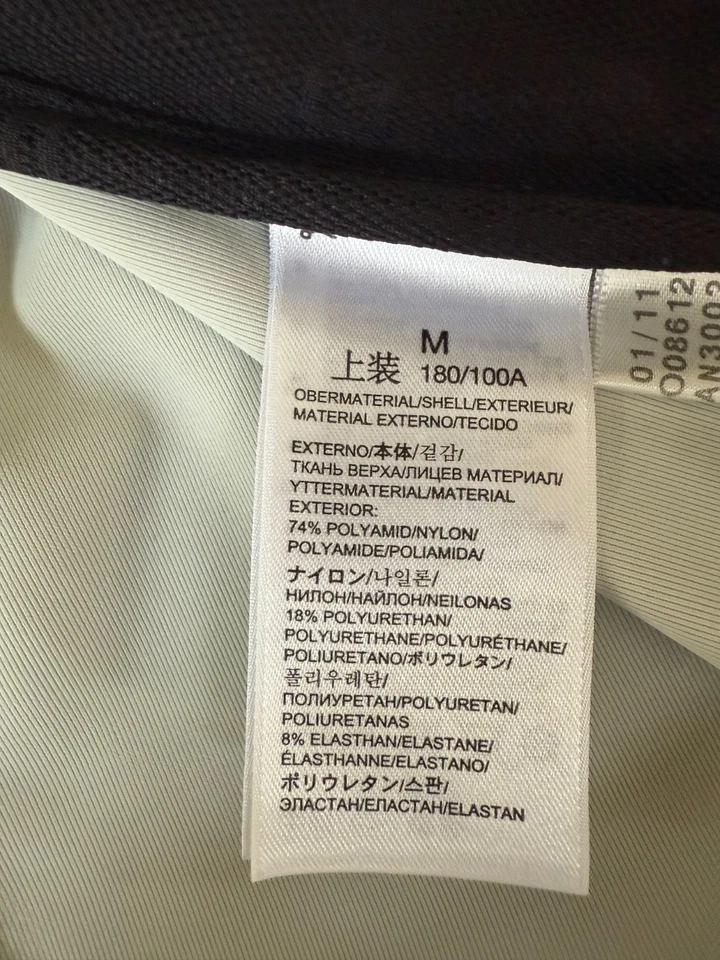 M
上装 180/100A
OBERMATERIAL/SHELL/EXTERIEUR/
MATERIAL EXTERNO/TECIDO
EXTERNO/本体/겉감/
ТКАНЬ ВЕРХА/ЛИЦЕВ МАТЕРИАЛ/
YTTERMATERIAL/MATERIAL
EXTERIOR:
74% POLYAMID/NYLON/
POLYAMIDE/POLIAMIDA/
ナイロン/나일론/
НИЛОН/НАЙЛОН/NEILONAS
18% POLYURETHAN/
POLYURETHANE/POLYURÉTHANE/
POLIURETANO/ポリウレタン/
폴리우레탄/
ПОЛИУРЕТАН/POLYURETAN/
POLIURETANAS
8% ELASTHAN/ELASTANE/
ÉLASTHANNE/ELASTANO/
ポリウレタン/스판/
ЭЛАСТАН/ЕЛАСТАН/ELASTAN
01/11
O08612
AN3002